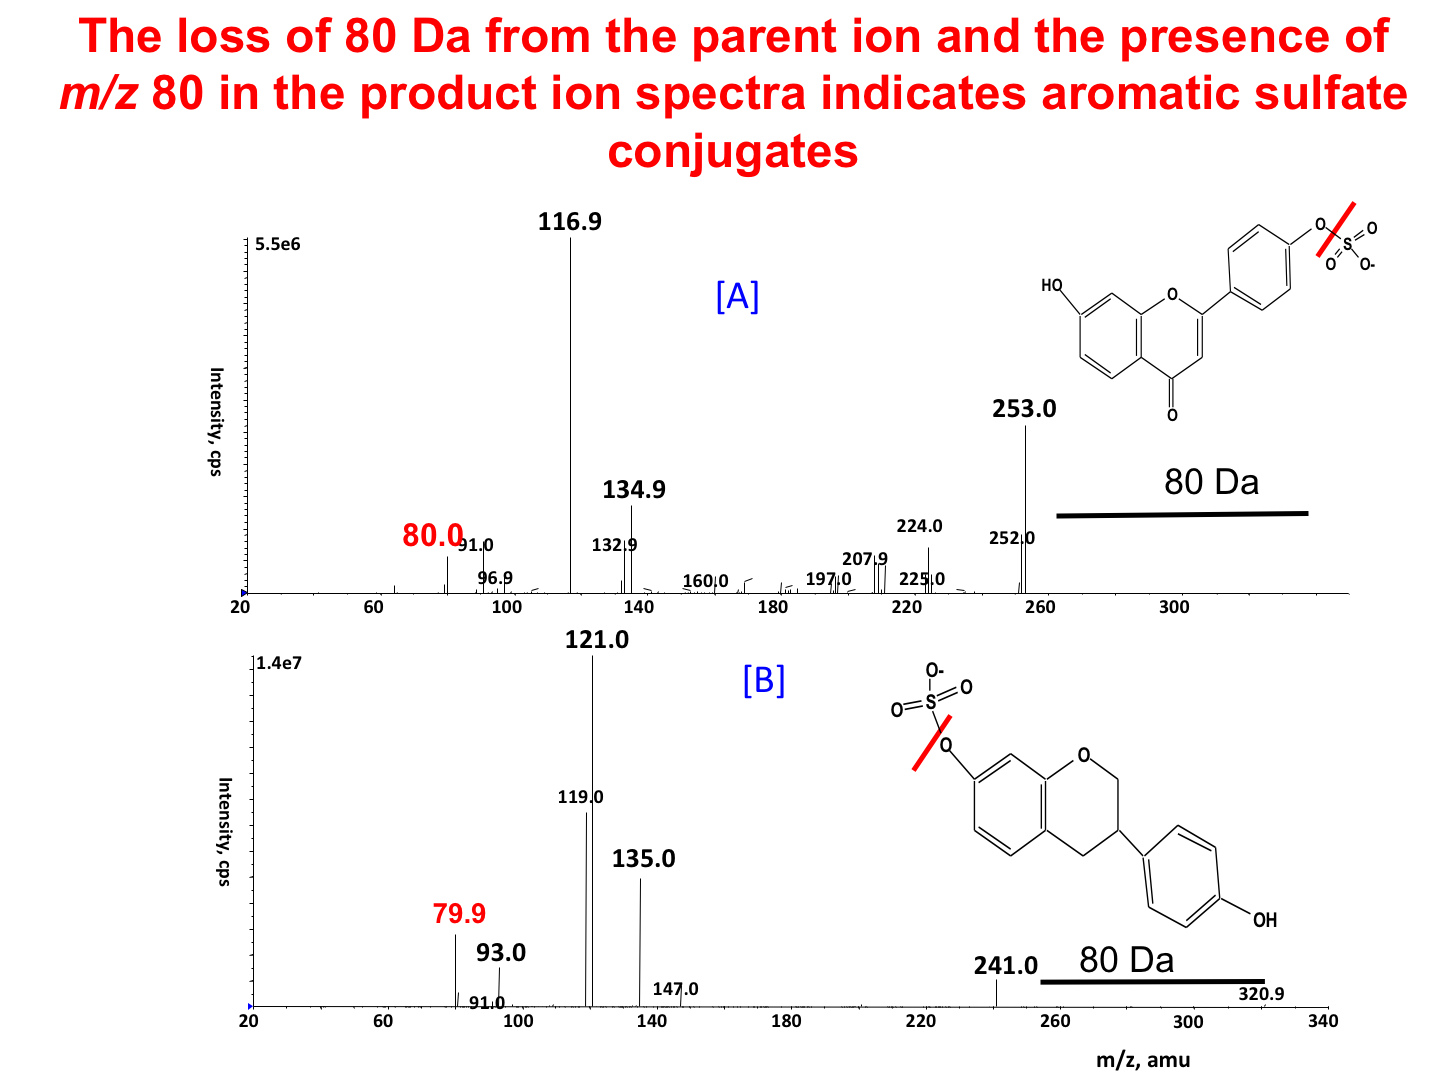 The loss of 80 Da from the parent ion and the presence of
m/z 80 in the product ion spectra indicates aromatic sulfate
conjugates
116.9
5.5e6
[A]
O
O
S
O
O-
HO
O
O
Intensity, cps
253.0
134.9
80 Da
80.0
91.0
132.9
224.0
252.0
207.9
96.9
160.0
197.0
225.0
20 60 100 140 180 220 260 300
121.0
1.4e7
[B]
O-
O
S
O
O
O
OH
Intensity, cps
119.0
135.0
79.9
93.0
241.0
80 Da
91.0
147.0
320.9
20 60 100 140 180 220 260 300 340
m/z, amu